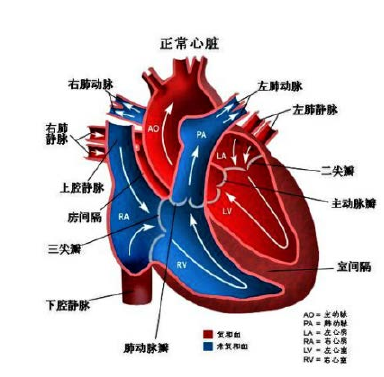 正常心脏
右肺动脉
左肺动脉
左肺静脉
右肺
静脉
AO
PA
LA
二尖瓣
上腔静脉
主动脉瓣
房间隔
RA
LV
三尖瓣
RV
室间隔
下腔静脉
肺动脉瓣
氧和血
未氧和血
AO = 主动脉
PA = 肺动脉
LA = 左心房
RA = 右心房
LV = 左心室
RV = 右心室